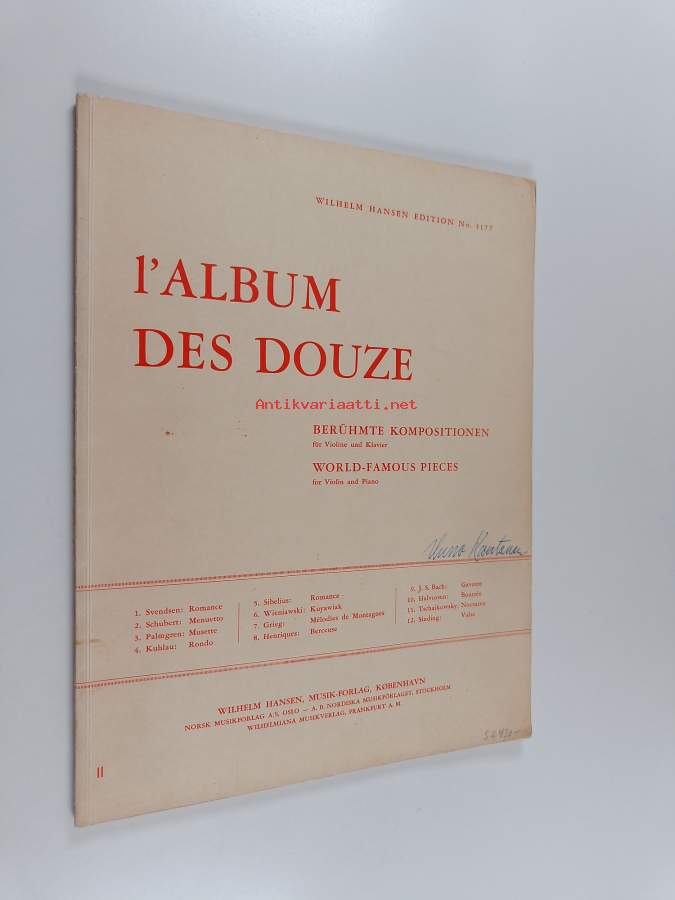 WILHELM HANSEN EDITION No. 3177
l'ALBUM
DES DOUZE
Antikvariaatti.net
BERÜHMTE KOMPOSITIONEN
für Violine und Klavier
WORLD-FAMOUS PIECES
for Violin and Piano
1. Svendsen: Romance
2. Schubert: Menuetto
3. Palmgren: Musette
4. Kuhlau: Rondo
5. Sibelius: Romance
6. Wieniawski: Kuyawiak
7. Grieg: Mélodies de Montagnes
8. Henriques: Berceuse
9. J. S. Bach: Gavotte
10. Halvorsen: Bourrée
11. Tschaikowsky: Nocturne
12. Sinding: Valse
WILHELM HANSEN, MUSIK-FORLAG, KØBENHAVN
NORSK MUSIKFORLAG A/S, OSLO — A. B. NORDISKA MUSIKFÖRLAGET, STOCKHOLM
WILHELMIANA MUSIKVERLAG, FRANKFURT A. M.
II